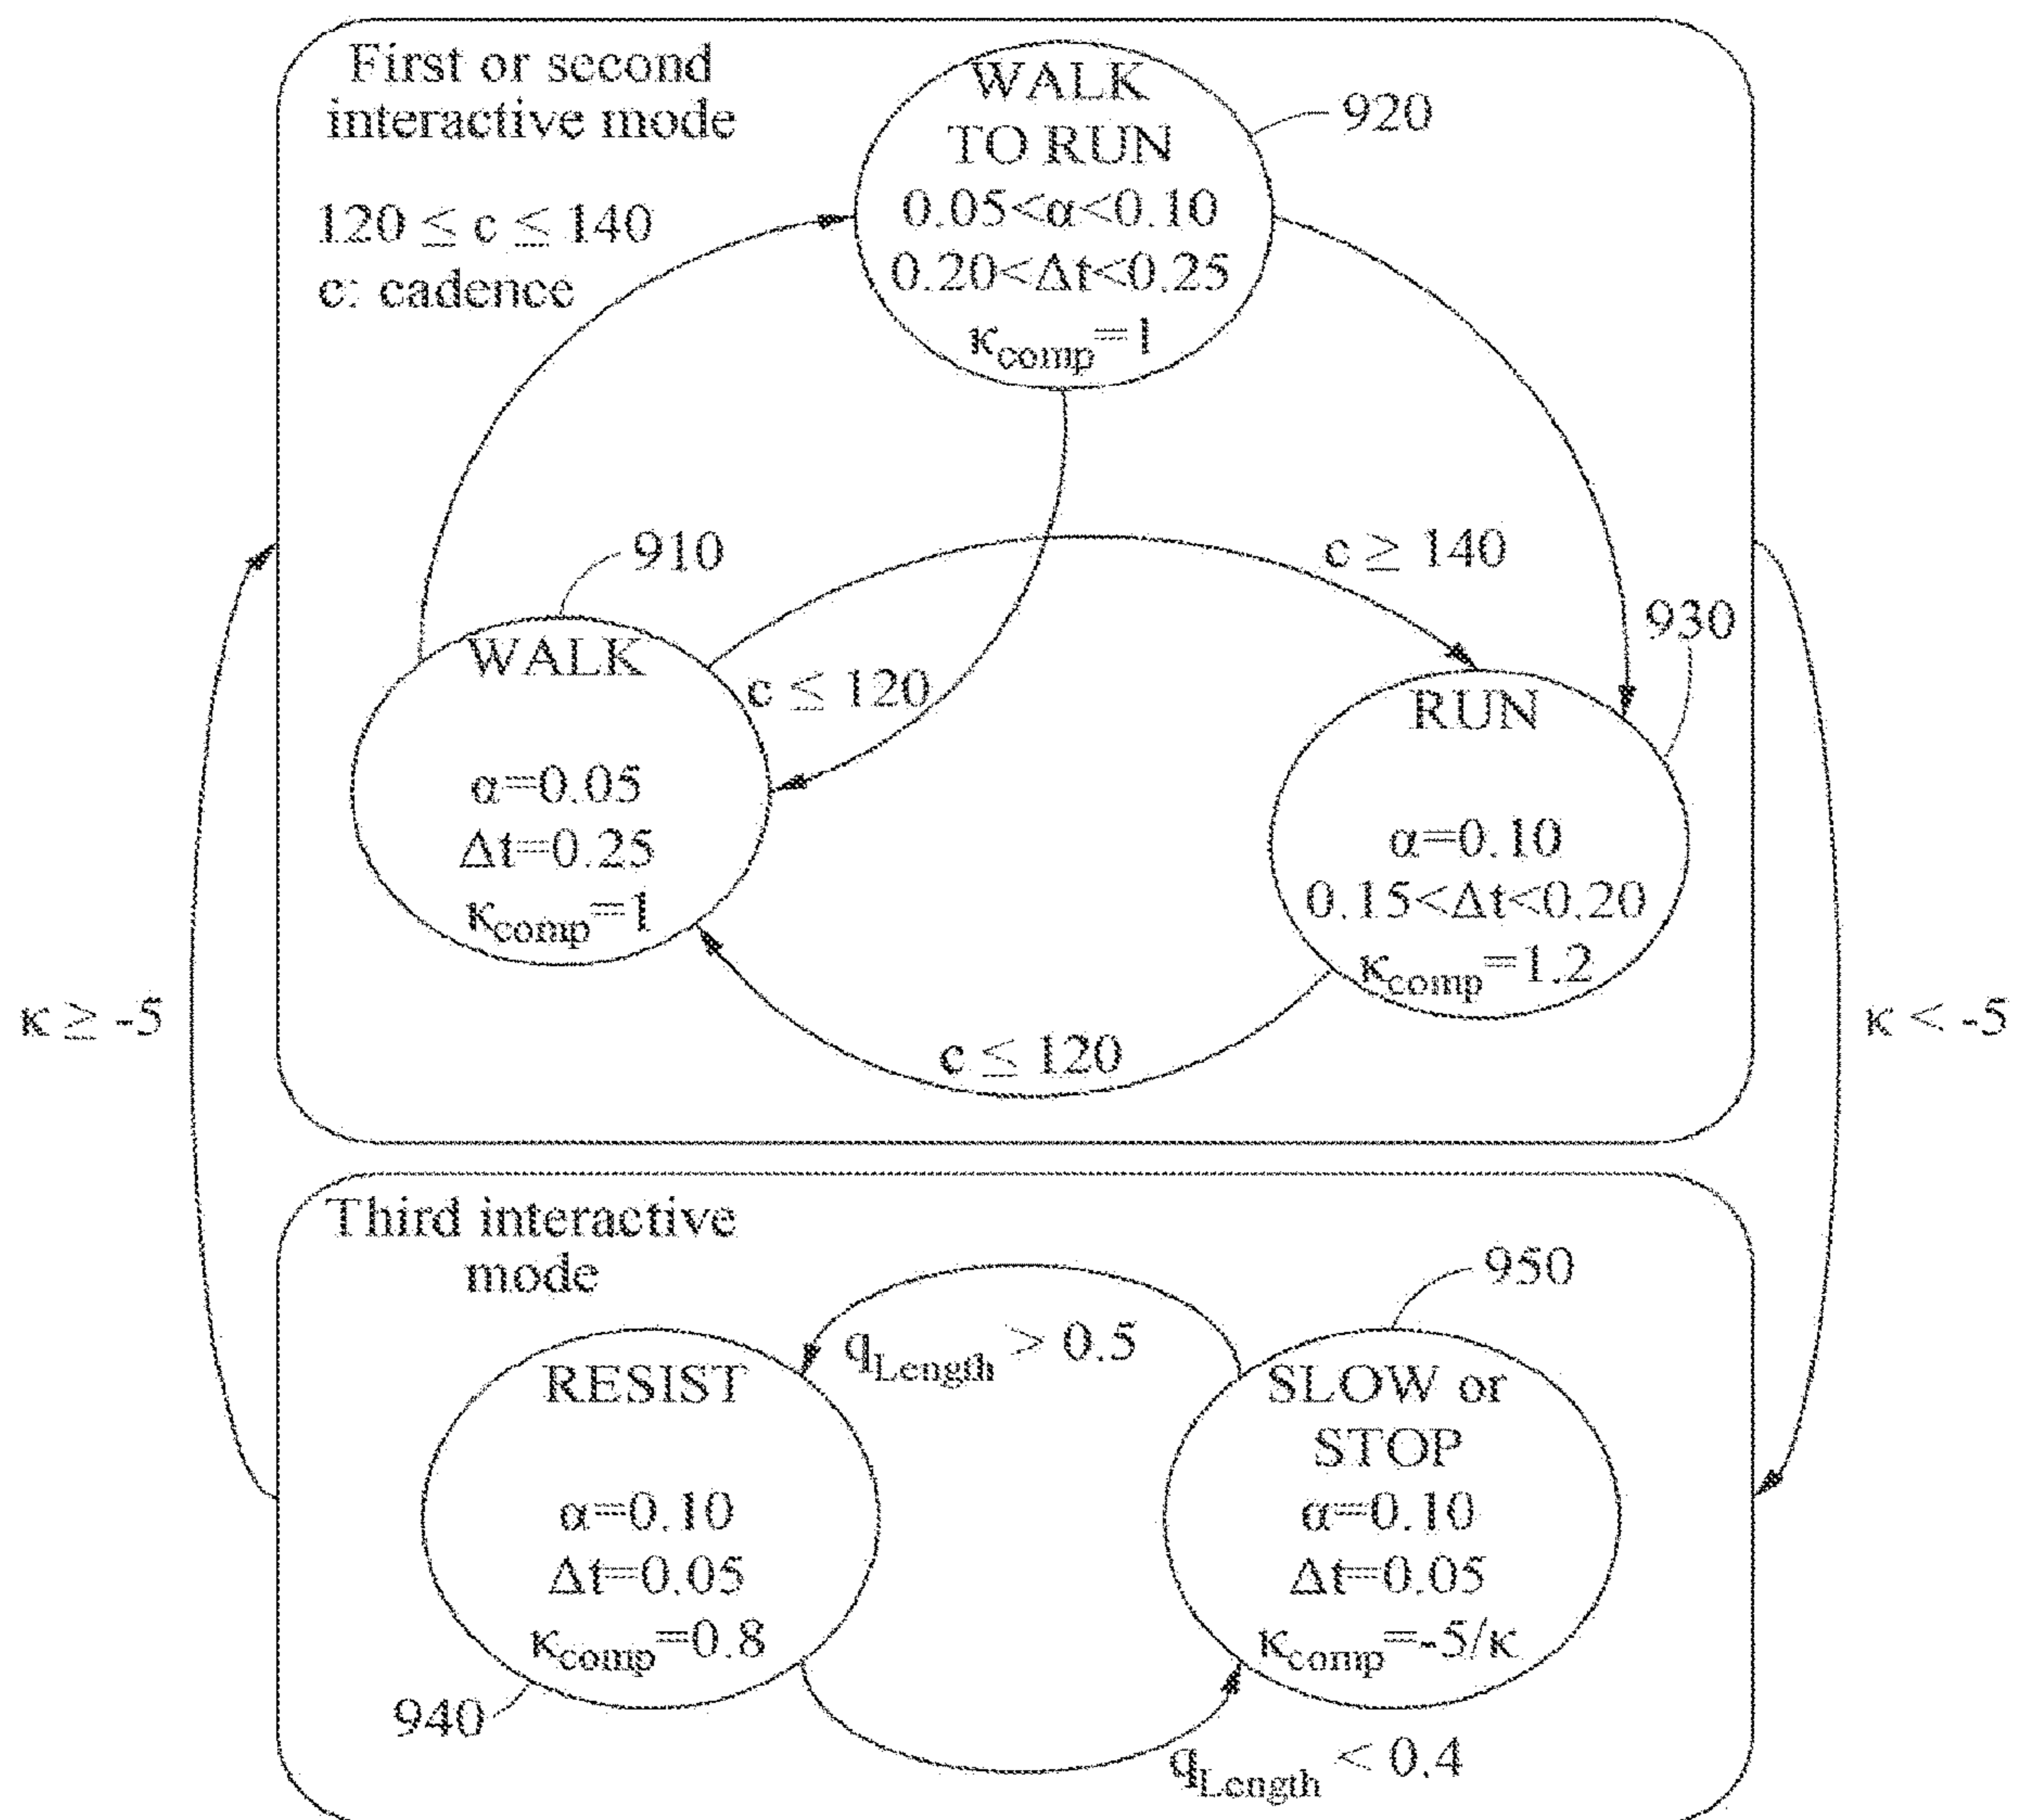 First or second
interactive mode
120 ≤ c ≤ 140
c: cadence
WALK
TO RUN
0.05<α<0.10
0.20<Δt<0.25
κcomp=1
920
910
WALK
α=0.05
Δt=0.25
κcomp=1
c ≥ 140
c ≤ 120
930
RUN
α=0.10
0.15<Δt<0.20
κcomp=1.2
c ≤ 120
κ ≥ -5
κ < -5
Third interactive
mode
950
qLength > 0.5
RESIST
α=0.10
Δt=0.05
κcomp=0.8
940
SLOW or
STOP
α=0.10
Δt=0.05
κcomp=-5/κ
qLength < 0.4